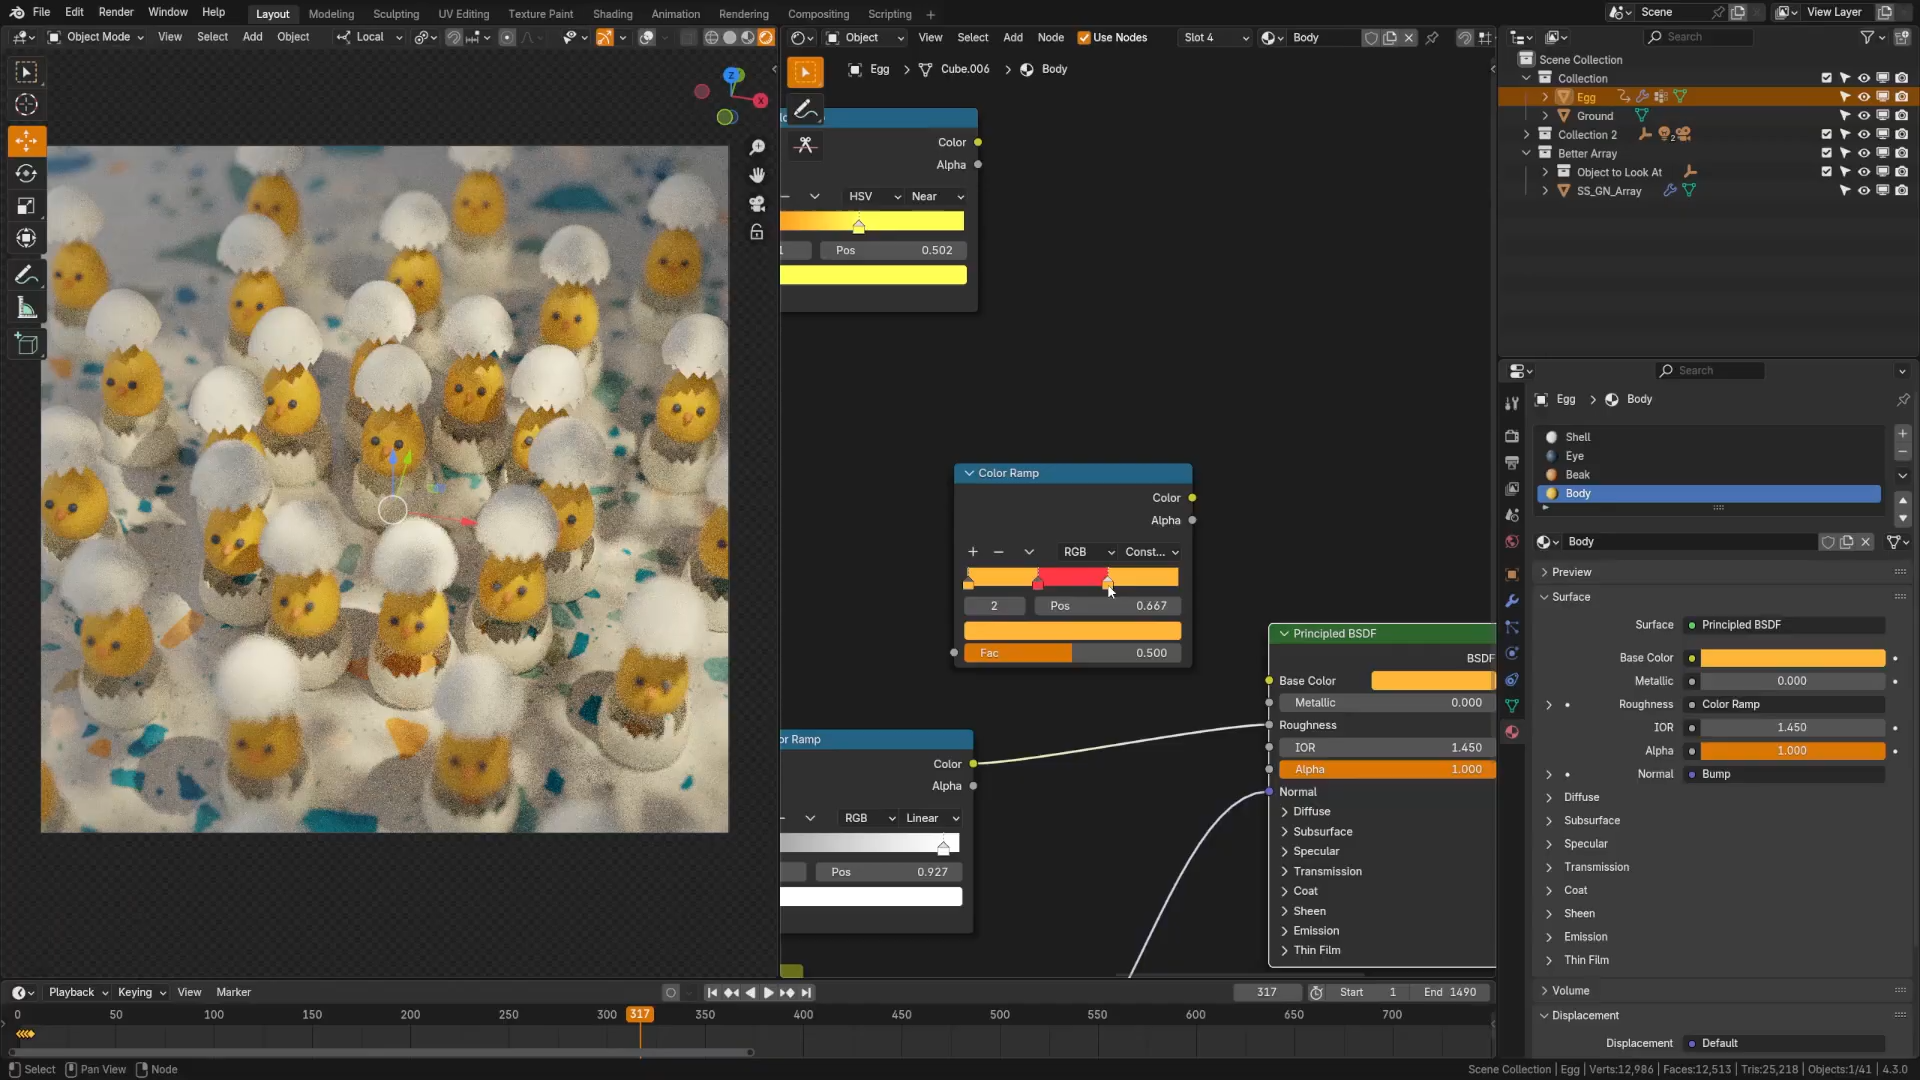 File Edit Render Window Help Layout Modeling Sculpting UV Editing Texture Paint Shading Animation Rendering Compositing Scripting + Scene View Layer
Object Mode View Select Add Object Local
Object View Select Add Node Use Nodes Slot 4 Body
Search
Egg > Cube.006 > Body
Scene Collection
Collection
Egg
Ground
Collection 2
2
Better Array
Object to Look At
SS_GN_Array
Z
X
Color
Alpha
HSV Near
Pos 0.502
Color Ramp
Color
Alpha
RGB Const...
2 Pos 0.667
Fac 0.500
Principled BSDF
BSDF
Base Color
Metallic 0.000
Roughness
IOR 1.450
Alpha 1.000
Normal
Diffuse
Subsurface
Specular
Transmission
Coat
Sheen
Emission
Thin Film
or Ramp
Color
Alpha
RGB Linear
Pos 0.927
Search
Egg > Body
Shell
Eye
Beak
Body
Body
Preview
Surface
Surface Principled BSDF
Base Color
Metallic 0.000
Roughness Color Ramp
IOR 1.450
Alpha 1.000
Normal Bump
Diffuse
Subsurface
Specular
Transmission
Coat
Sheen
Emission
Thin Film
Volume
Displacement
Displacement Default
Playback Keying View Marker 317 Start 1 End 1490
0 50 100 150 200 250 300 317 350 400 450 500 550 600 650 700
Select Pan View Node Scene Collection | Egg | Verts:12,986 | Faces:12,513 | Tris:25,218 | Objects:1/41 | 4.3.0